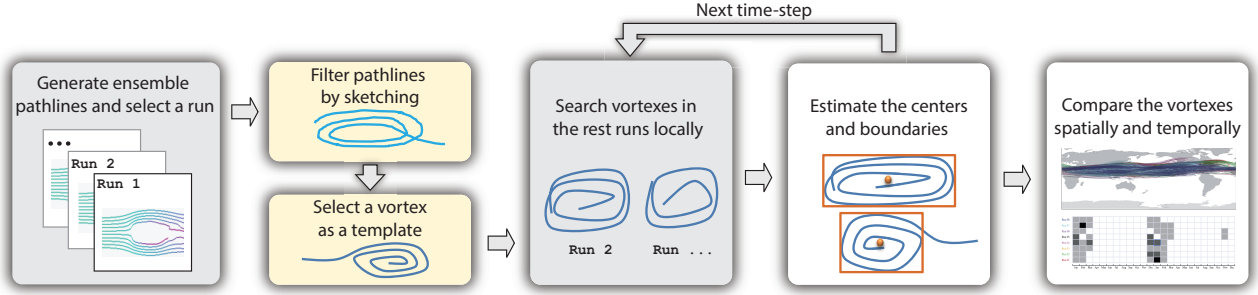 Next time-step
Generate ensemble
pathlines and select a run
Run 2
Run 1
Filter pathlines
by sketching
Select a vortex
as a template
Search vortexes in
the rest runs locally
Run 2
Run ...
Estimate the centers
and boundaries
Compare the vortexes
spatially and temporally